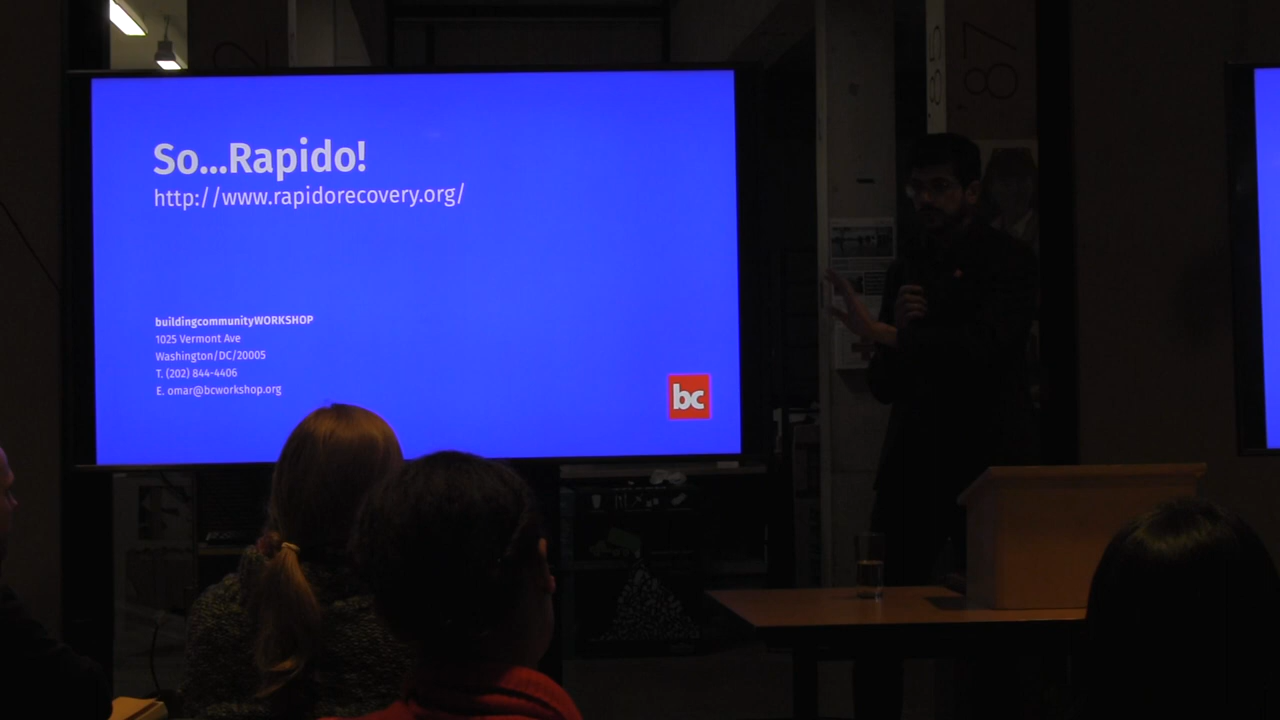 So...Rapido!
http://www.rapidorecovery.org/
buildingcommunityWORKSHOP
1025 Vermont Ave
Washington/DC/20005
T. (202) 844-4406
E. omar@bcworkshop.org
bc